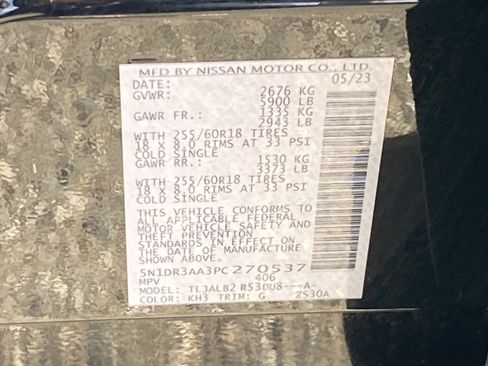 MFD BY NISSAN MOTOR CO., LTD.
DATE: 05/23
GVWR: 2676 KG
5900 LB
GAWR FR.: 1335 KG
2943 LB
WITH 255/60R18 TIRES
18 X 8.0 RIMS AT 33 PSI
COLD SINGLE
GAWR RR.: 1530 KG
3373 LB
WITH 255/60R18 TIRES
18 X 8.0 RIMS AT 33 PSI
COLD SINGLE
THIS VEHICLE CONFORMS TO
ALL APPLICABLE FEDERAL
MOTOR VEHICLE SAFETY AND
THEFT PREVENTION
STANDARDS IN EFFECT ON
THE DATE OF MANUFACTURE
SHOWN ABOVE.
5N1DR3AA3PC270537
MPV 406
MODEL: TLJALB2 R53DU8---A-
COLOR: KH3 TRIM: G ZS30A